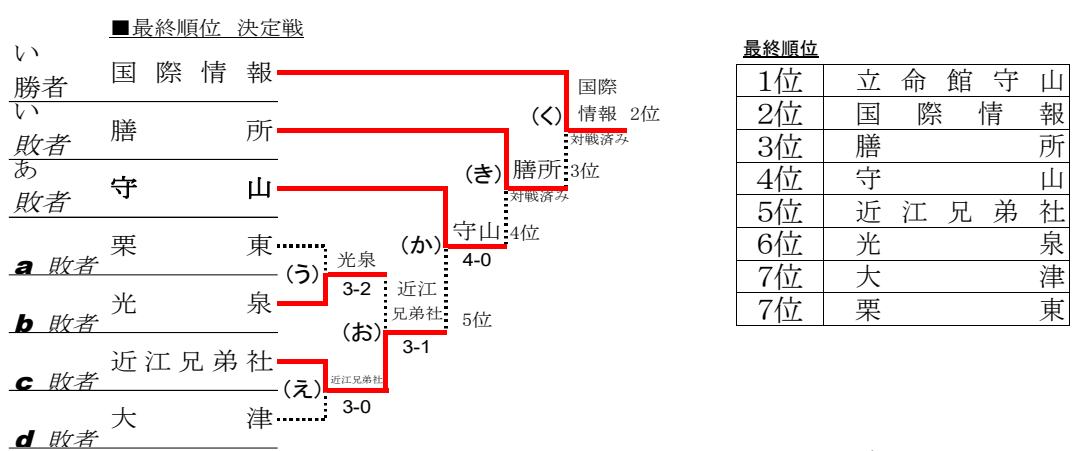 ■最終順位 決定戦
い
勝者 国際情報
い
敗者 膳所
あ
敗者 守山
a 敗者 栗東
b 敗者 光泉
c 敗者 近江兄弟社
d 敗者 大津
(う)
光泉
3-2
(え)
近江兄弟社
3-0
(お)
近江
兄弟社
3-1
5位
(か)
守山 4位
4-0
(き)
膳所 3位
対戦済み
(く)
国際
情報 2位
対戦済み
最終順位
1位 立命館守山
2位 国際情報
3位 膳所
4位 守山
5位 近江兄弟社
6位 光泉
7位 大津
7位 栗東